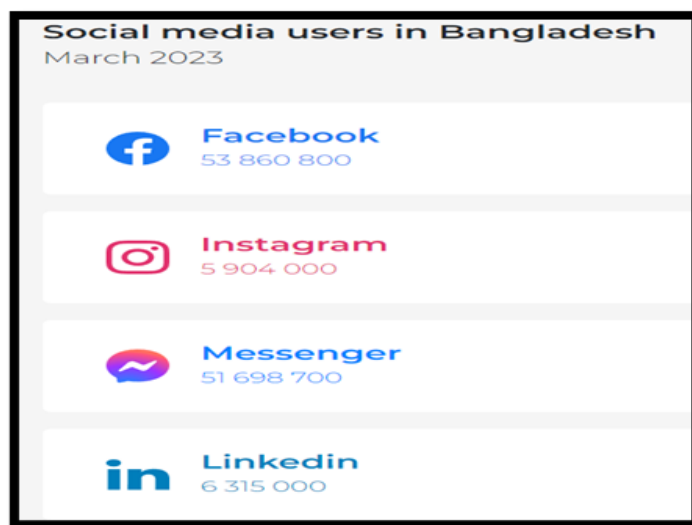 Social media users in Bangladesh
March 2023
Facebook
53 860 800
Instagram
5 904 000
Messenger
51 698 700
in
Linkedin
6 315 000